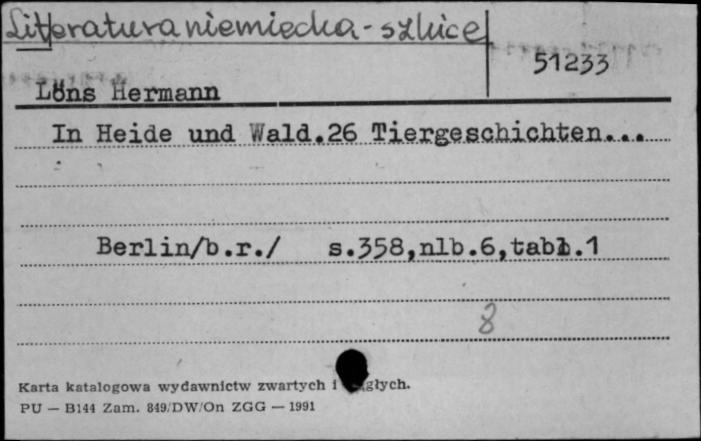 Literatura niemiecka - szkice
51233
Löns Hermann
In Heide und Wald.26 Tiergeschichten...
Berlin/b.r./ s.358,nlb.6,tabl.1
8
Karta katalogowa wydawnictw zwartych i
PU — B144 Zam. 849/DW/On ZGG — 1991